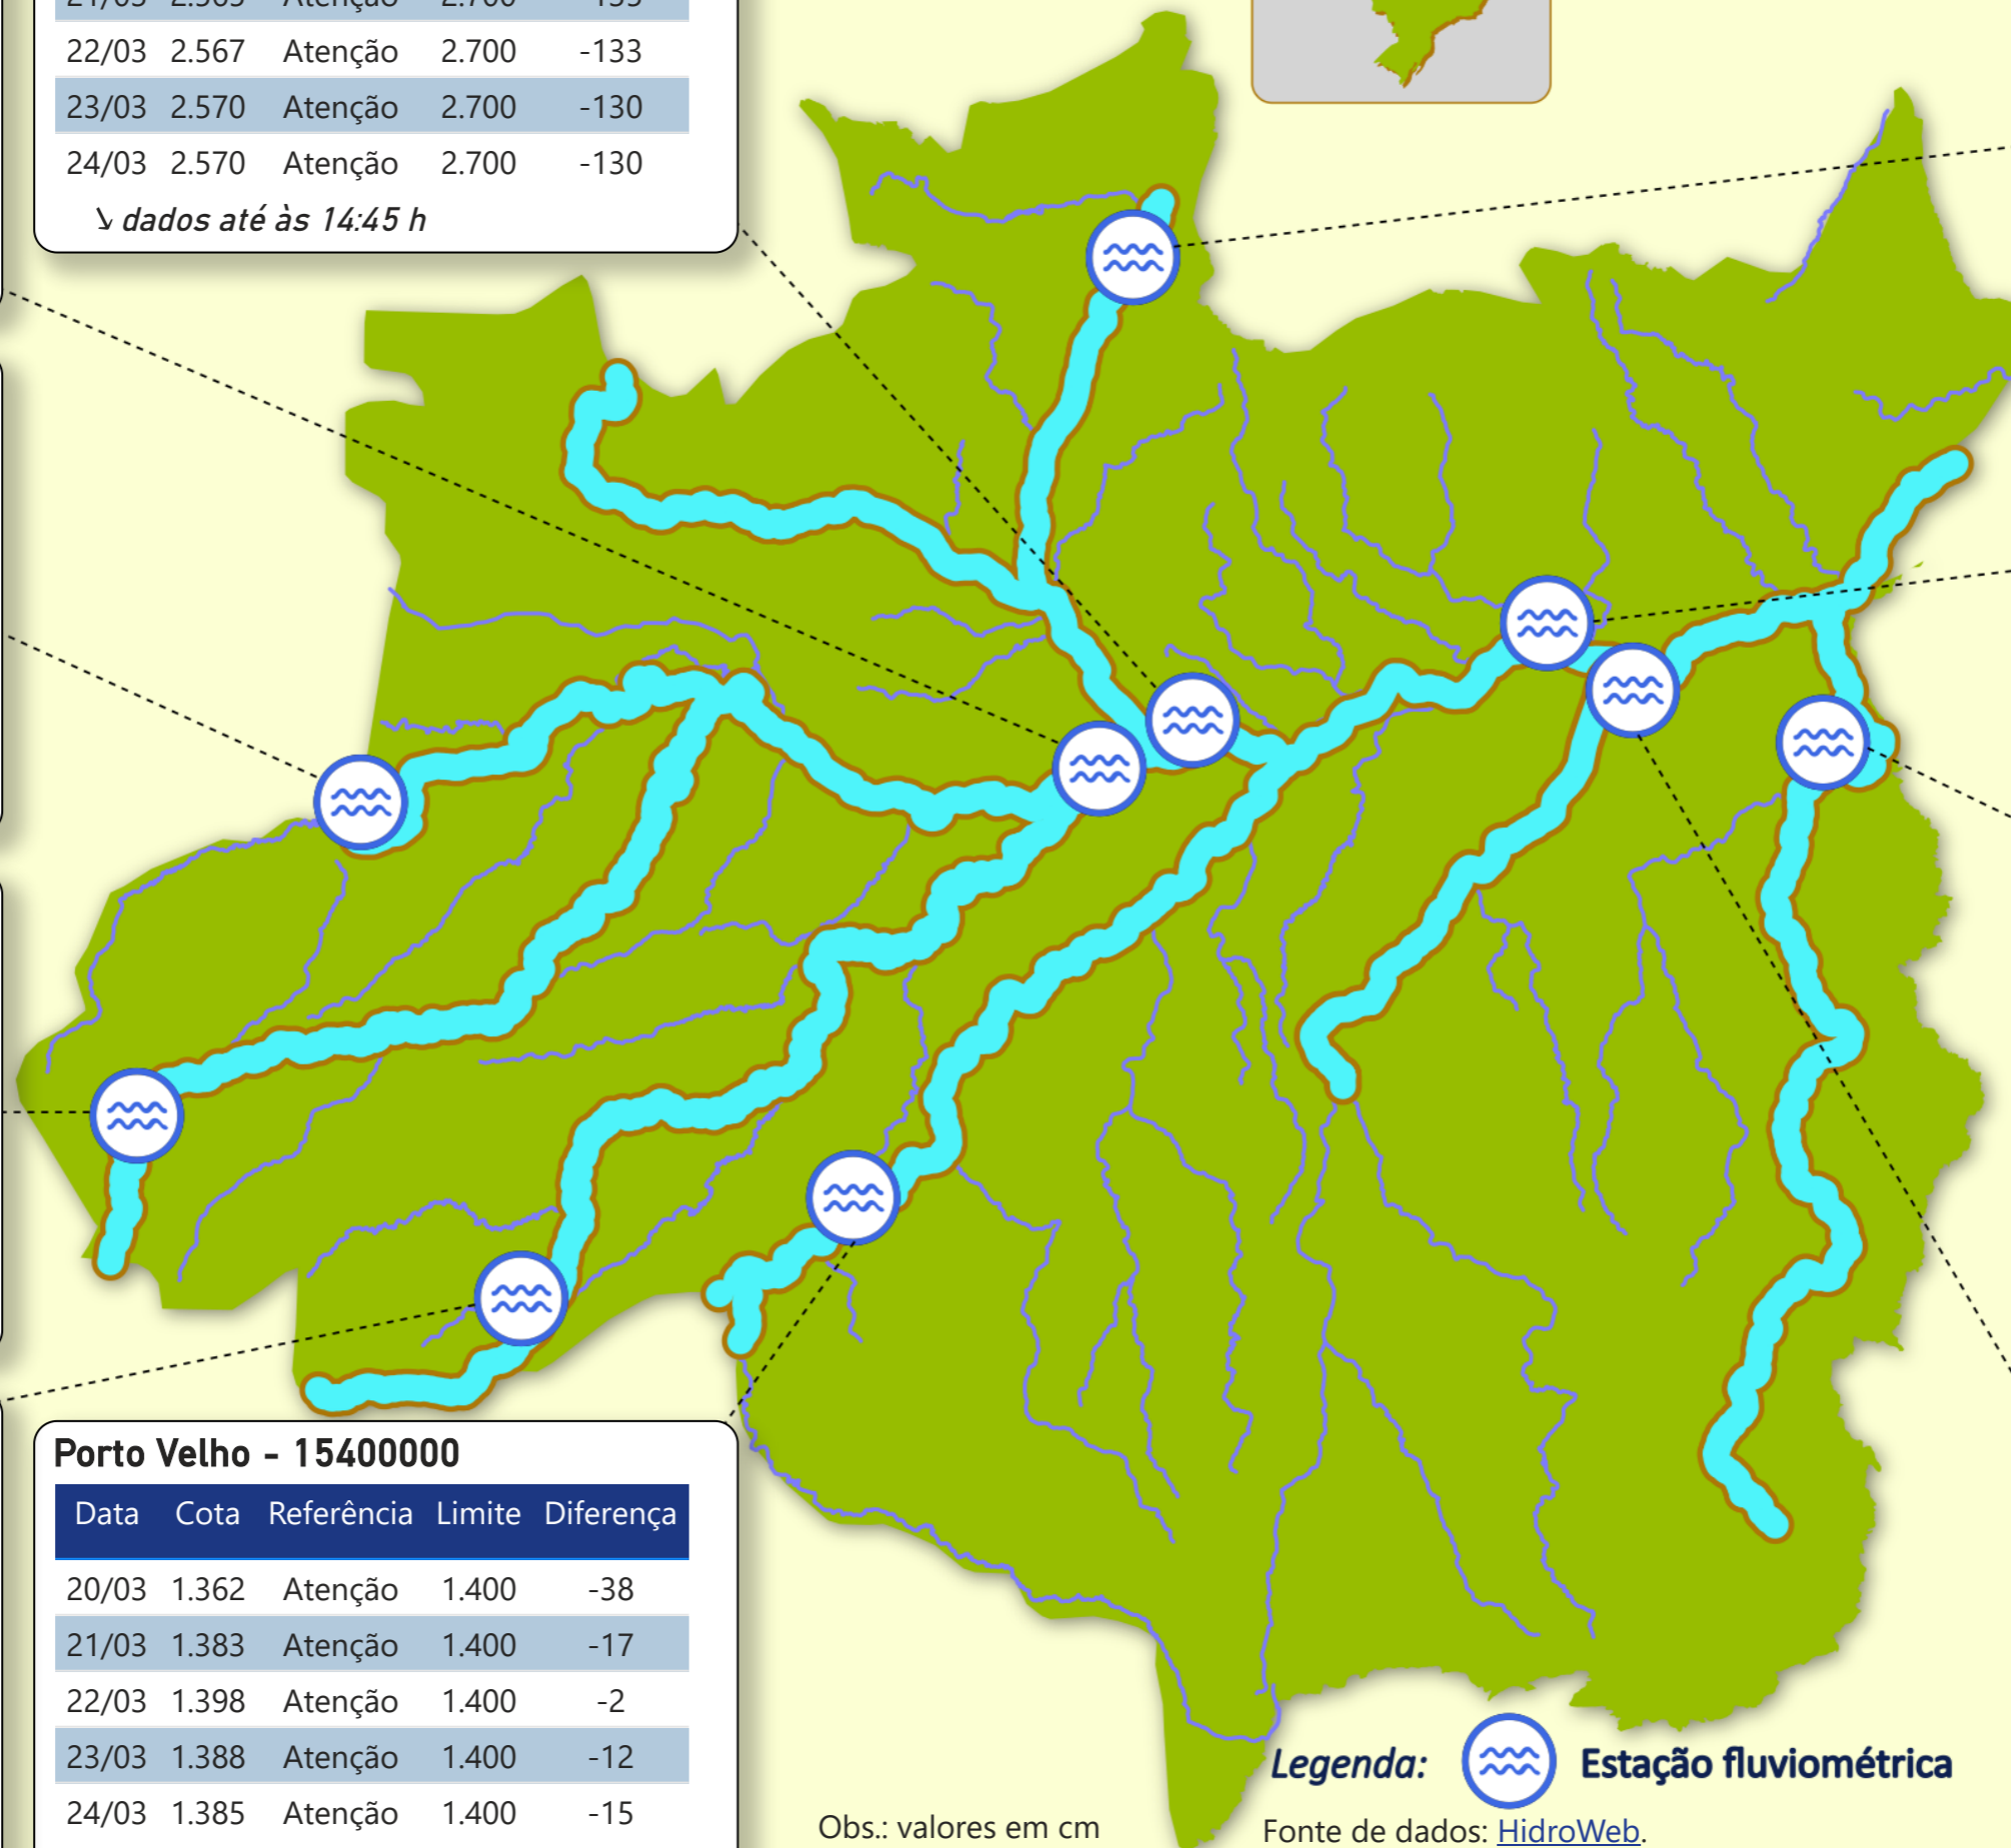 22/03 2.567 Atenção 2.700 -133
23/03 2.570 Atenção 2.700 -130
24/03 2.570 Atenção 2.700 -130
↘ dados até às 14:45 h
Porto Velho - 15400000
Data Cota Referência Limite Diferença
20/03 1.362 Atenção 1.400 -38
21/03 1.383 Atenção 1.400 -17
22/03 1.398 Atenção 1.400 -2
23/03 1.388 Atenção 1.400 -12
24/03 1.385 Atenção 1.400 -15
Legenda: Estação fluviométrica
Obs.: valores em cm
Fonte de dados: HidroWeb.